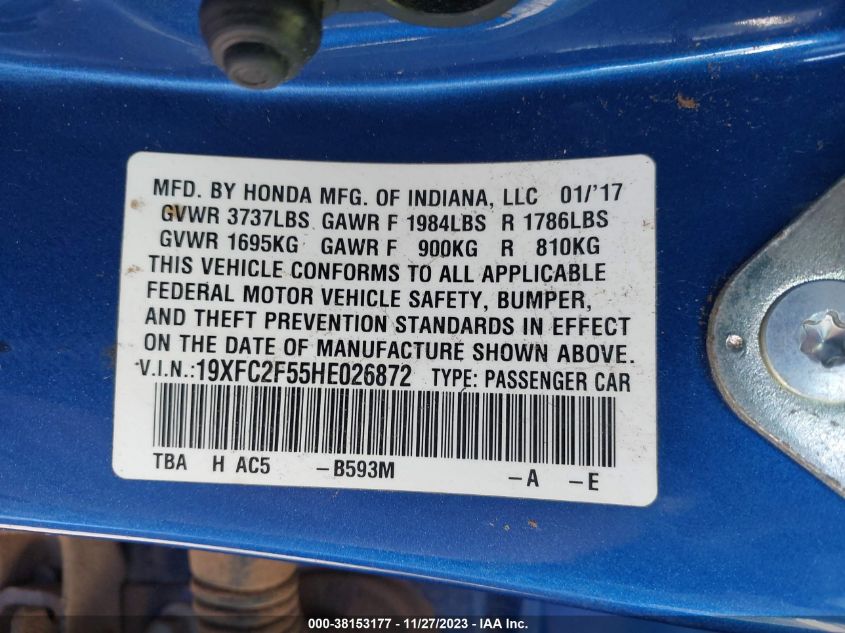 MFD. BY HONDA MFG. OF INDIANA, LLC 01/'17
GVWR 3737LBS GAWR F 1984LBS R 1786LBS
GVWR 1695KG GAWR F 900KG R 810KG
THIS VEHICLE CONFORMS TO ALL APPLICABLE
FEDERAL MOTOR VEHICLE SAFETY, BUMPER,
AND THEFT PREVENTION STANDARDS IN EFFECT
ON THE DATE OF MANUFACTURE SHOWN ABOVE.
V.I.N.:19XFC2F55HE026872 TYPE: PASSENGER CAR
TBA H AC5 -B593M -A -E
000-38153177 - 11/27/2023 - IAA Inc.